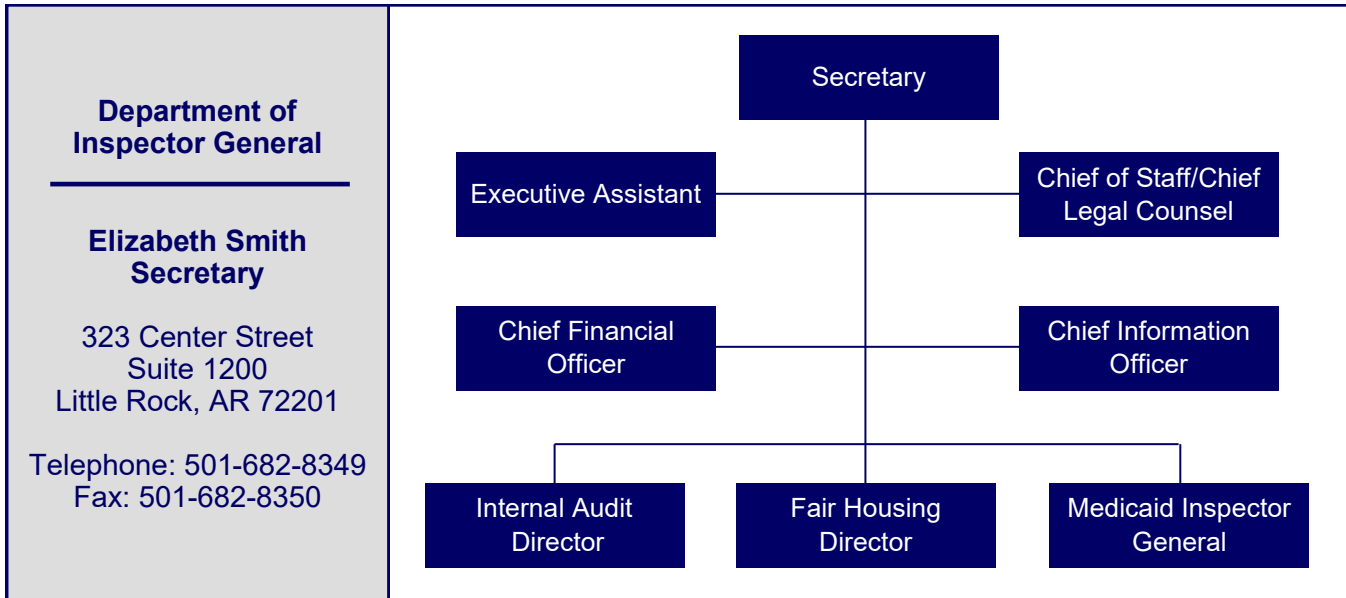 Department of
Inspector General
Elizabeth Smith
Secretary
323 Center Street
Suite 1200
Little Rock, AR 72201
Telephone: 501-682-8349
Fax: 501-682-8350
Secretary
Executive Assistant
Chief of Staff/Chief
Legal Counsel
Chief Financial
Officer
Chief Information
Officer
Internal Audit
Director
Fair Housing
Director
Medicaid Inspector
General